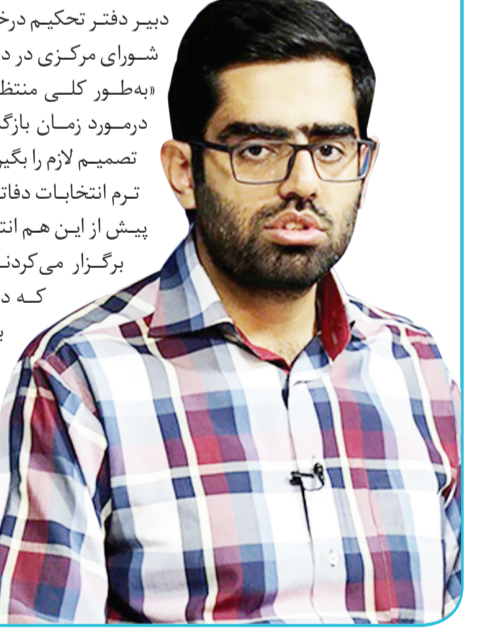 دبیر دفتر تحکیم درخ
شورای مرکزی در د
«به‌طور کلی منتظ
درمورد زمان بازگ
تصمیم لازم را بگیر
ترم انتخابات دفات
پیش از این هم انت
برگزار می‌کردند
که د